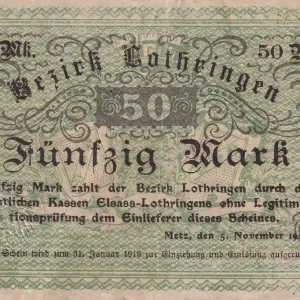 Mk. 50
Bezirk Lothringen
50
Fünfzig Mark
fzig Mark zahlt der Bezirk Lothringen durch d
tlichen Kassen Elsass-Lothringens ohne Legitim
tionsprüfung dem Einlieferer dieses Scheines.
Metz, den 5. November 19
Schein wird zum 31. Januar 1919 zur Einziehung und Einlösung aufgeru